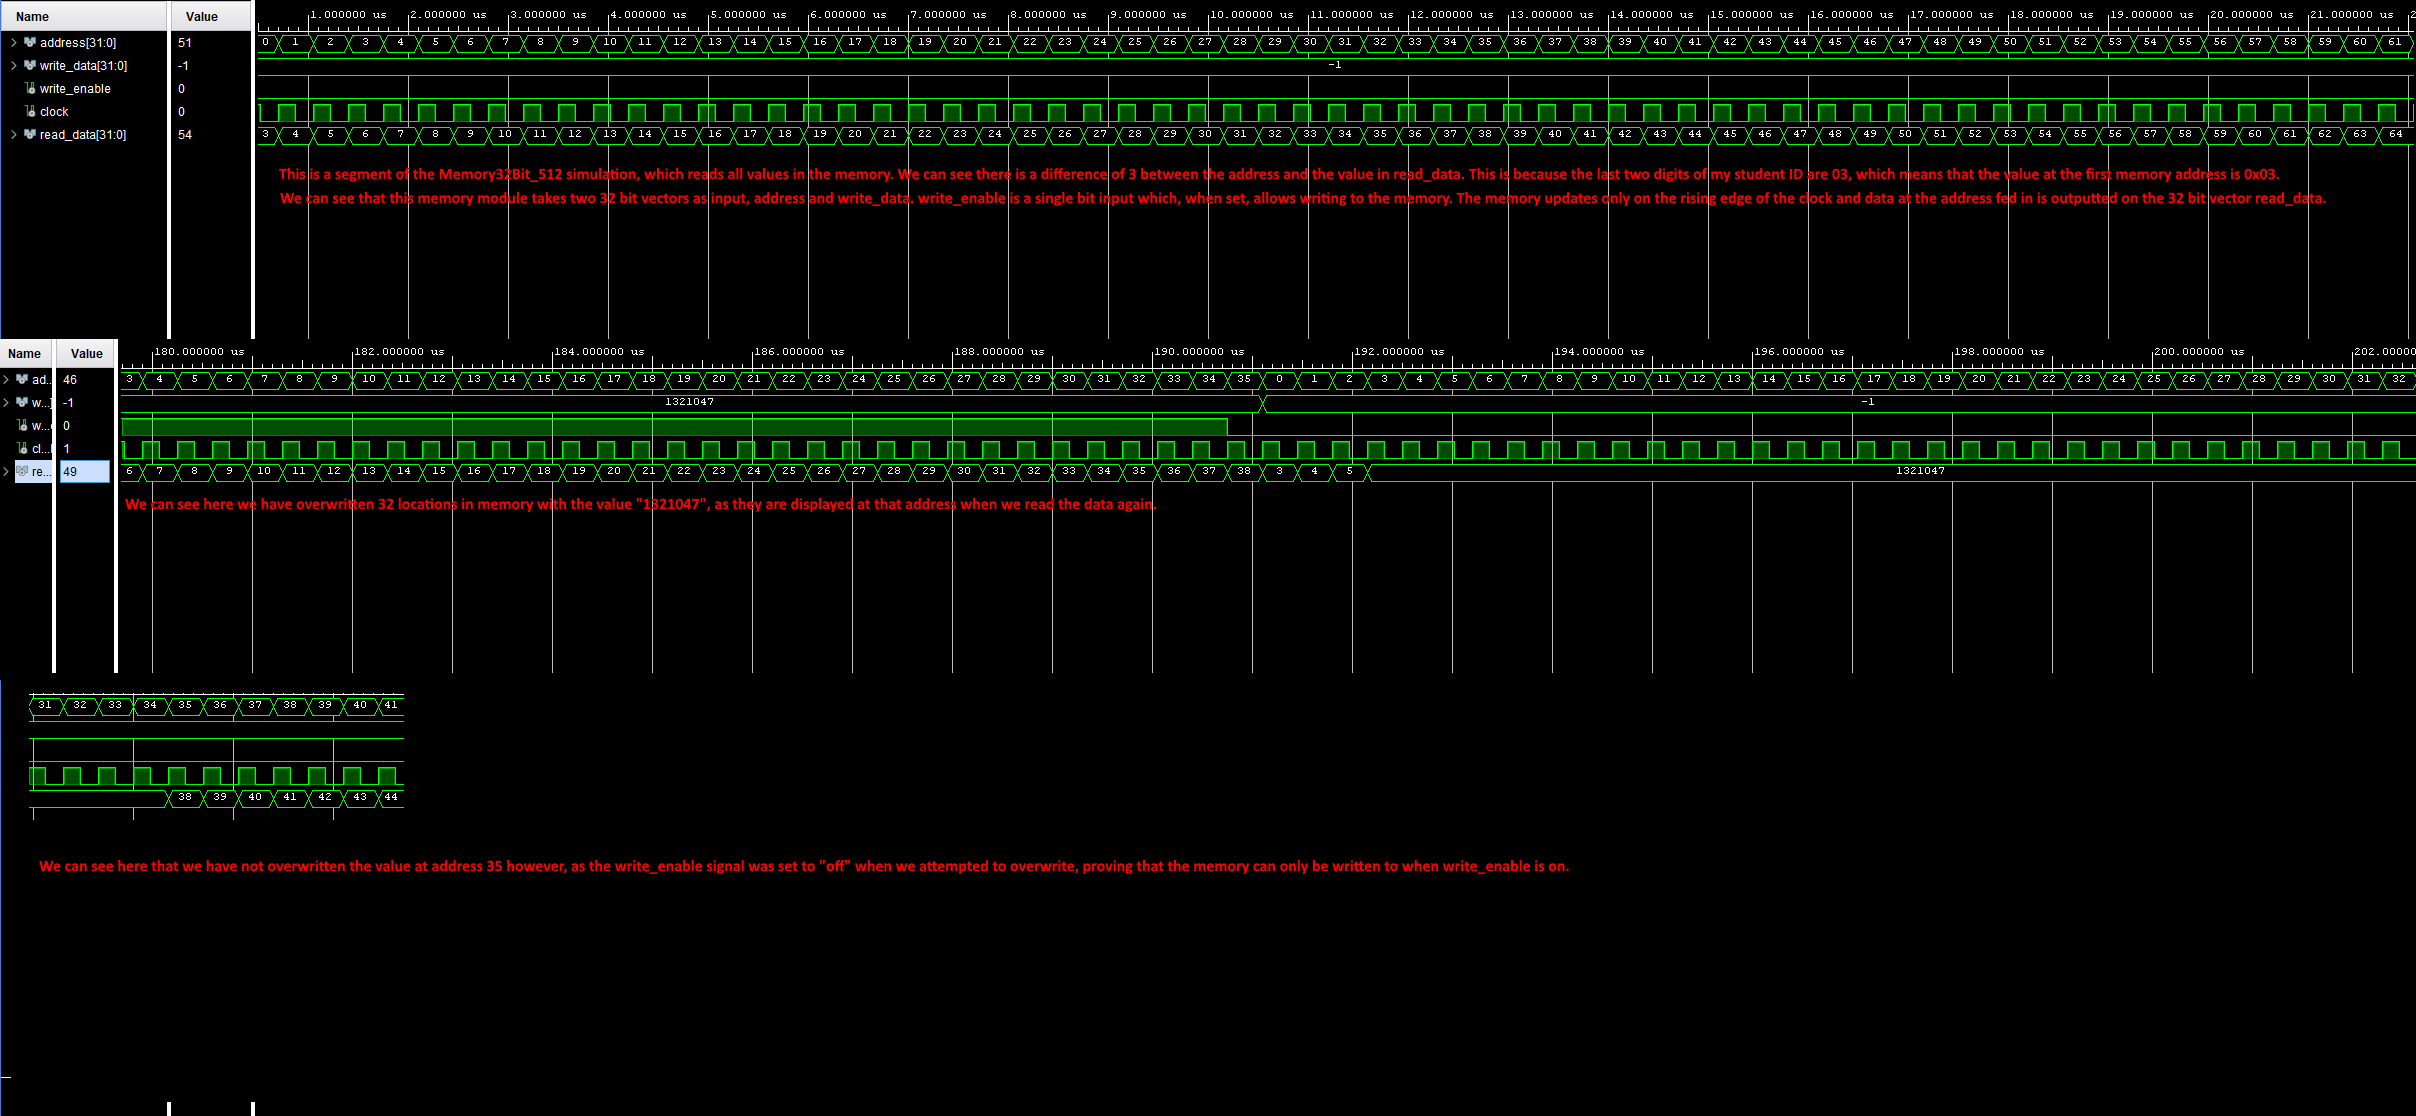 Name Value
1.000000 us 2.000000 us 3.000000 us 4.000000 us 5.000000 us 6.000000 us 7.000000 us 8.000000 us 9.000000 us 10.000000 us 11.000000 us 12.000000 us 13.000000 us 14.000000 us 15.000000 us 16.000000 us 17.000000 us 18.000000 us 19.000000 us 20.000000 us 21.000000 us
address[31:0] 51 0 1 2 3 4 5 6 7 8 9 10 11 12 13 14 15 16 17 18 19 20 21 22 23 24 25 26 27 28 29 30 31 32 33 34 35 36 37 38 39 40 41 42 43 44 45 46 47 48 49 50 51 52 53 54 55 56 57 58 59 60 61
write_data[31:0] -1 -1
write_enable 0
clock 0
read_data[31:0] 54 3 4 5 6 7 8 9 10 11 12 13 14 15 16 17 18 19 20 21 22 23 24 25 26 27 28 29 30 31 32 33 34 35 36 37 38 39 40 41 42 43 44 45 46 47 48 49 50 51 52 53 54 55 56 57 58 59 60 61 62 63 64
This is a segment of the Memory32Bit_512 simulation, which reads all values in the memory. We can see there is a difference of 3 between the address and the value in read_data. This is because the last two digits of my student ID are 03, which means that the value at the first memory address is 0x03.
We can see that this memory module takes two 32 bit vectors as input, address and write_data. write_enable is a single bit input which, when set, allows writing to the memory. The memory updates only on the rising edge of the clock and data at the address fed in is outputted on the 32 bit vector read_data.
Name Value 180.000000 us 182.000000 us 184.000000 us 186.000000 us 188.000000 us 190.000000 us 192.000000 us 194.000000 us 196.000000 us 198.000000 us 200.000000 us 202.0000
ad... 46 3 4 5 6 7 8 9 10 11 12 13 14 15 16 17 18 19 20 21 22 23 24 25 26 27 28 29 30 31 32 33 34 35 0 1 2 3 4 5 6 7 8 9 10 11 12 13 14 15 16 17 18 19 20 21 22 23 24 25 26 27 28 29 30 31 32
w...] -1 1321047 -1
w... 0
cl... 1
re... 49 6 7 8 9 10 11 12 13 14 15 16 17 18 19 20 21 22 23 24 25 26 27 28 29 30 31 32 33 34 35 36 37 38 3 4 5 1321047
We can see here we have overwritten 32 locations in memory with the value "1321047", as they are displayed at that address when we read the data again.
31 32 33 34 35 36 37 38 39 40 41
38 39 40 41 42 43 44
We can see here that we have not overwritten the value at address 35 however, as the write_enable signal was set to "off" when we attempted to overwrite, proving that the memory can only be written to when write_enable is on.